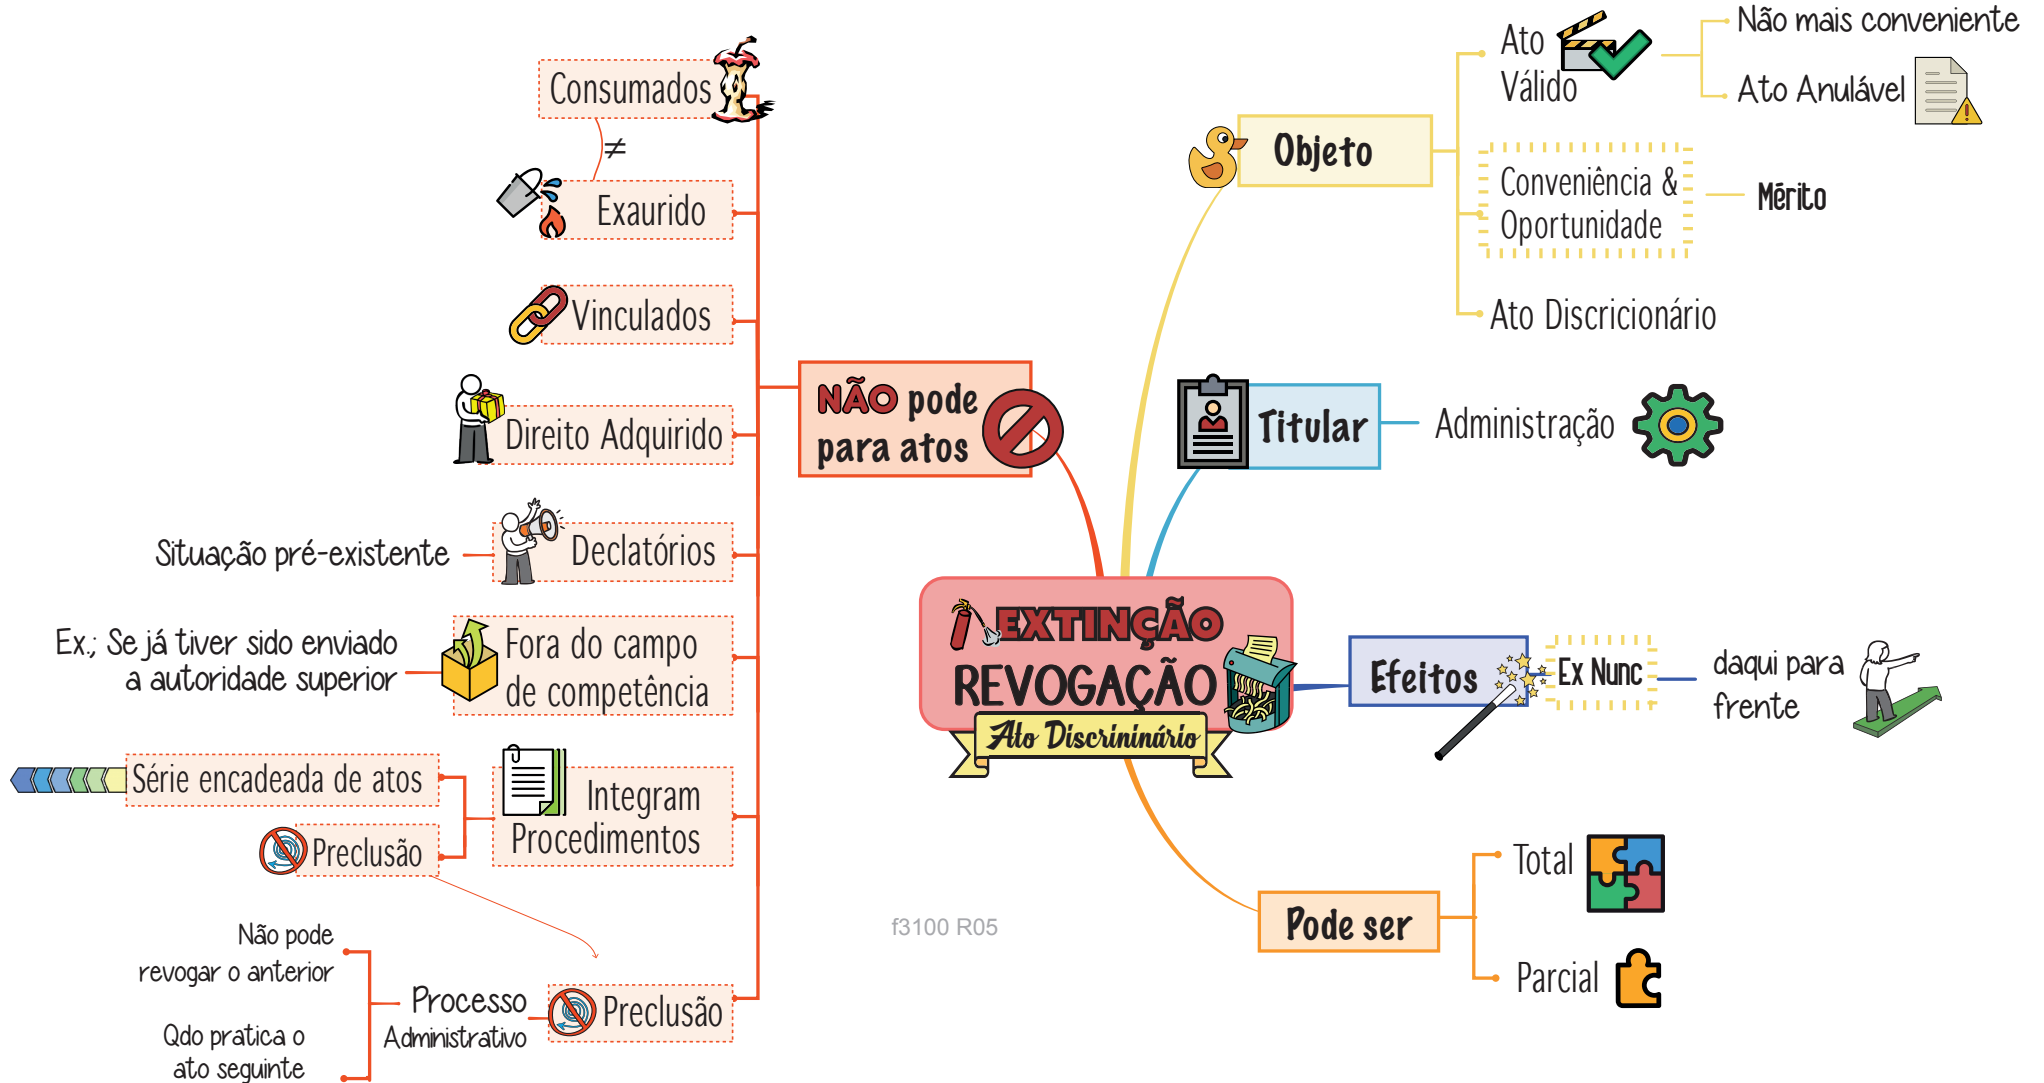 Consumados
≠
Exaurido
Vinculados
Direito Adquirido
Situação pré-existente
Declatórios
Ex.; Se já tiver sido enviado
a autoridade superior
Fora do campo
de competência
Série encadeada de atos
Preclusão
Integram
Procedimentos
Não pode
revogar o anterior
Qdo pratica o
ato seguinte
Processo
Administrativo
Preclusão
NÃO pode
para atos
EXTINÇÃO
REVOGAÇÃO
Ato Discrininário
f3100 R05
Objeto
Ato
Válido
Não mais conveniente
Ato Anulável
Conveniência &
Oportunidade
Mérito
Ato Discricionário
Titular
Administração
Efeitos
Ex Nunc
daqui para
frente
Pode ser
Total
Parcial